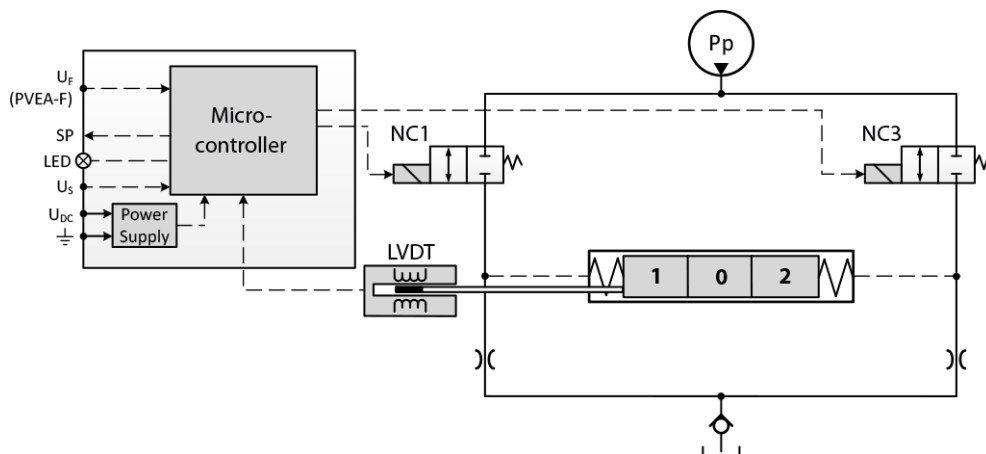 Pp
U_F
(PVEA-F)
SP
LED
U_S
U_DC
Micro-
controller
Power
Supply
NC1
NC3
LVDT
1 0 2